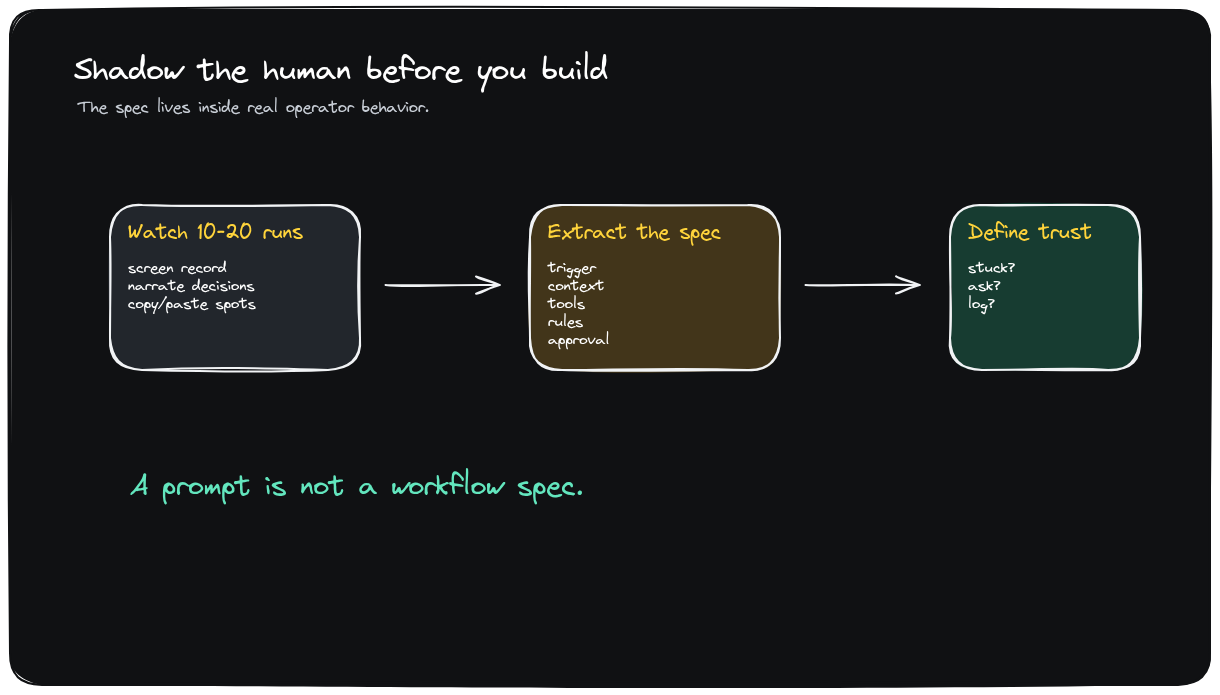 Shadow the human before you build
The spec lives inside real operator behavior.
Watch 10-20 runs
screen record
narrate decisions
copy/paste spots
Extract the spec
trigger
context
tools
rules
approval
Define trust
stuck?
ask?
log?
A prompt is not a workflow spec.